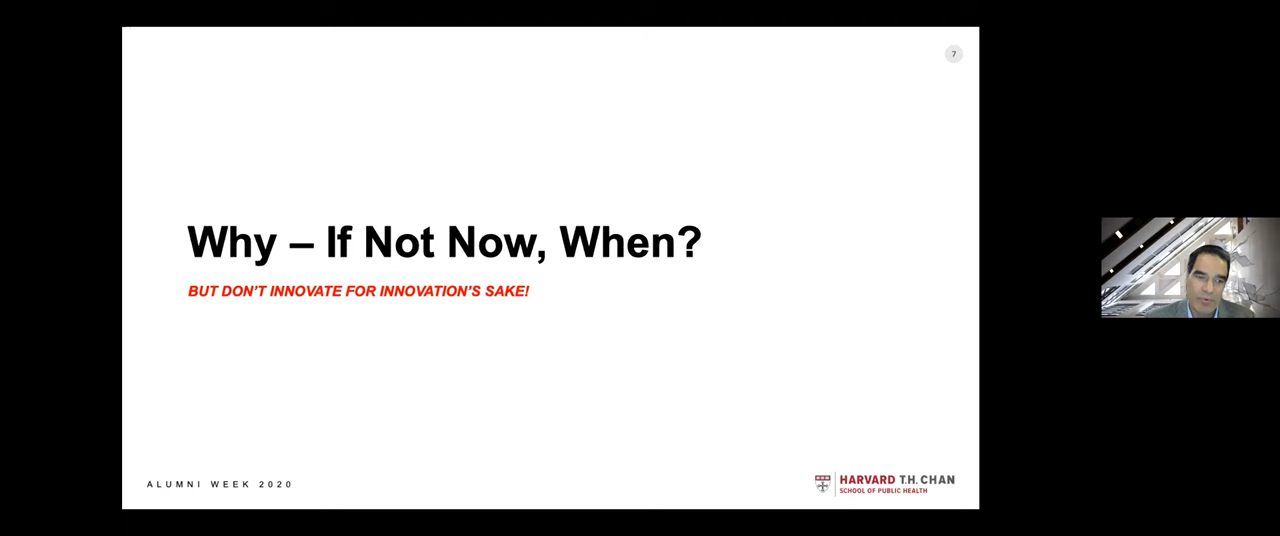 7
Why – If Not Now, When?
BUT DON'T INNOVATE FOR INNOVATION'S SAKE!
ALUMNI WEEK 2020
HARVARD T.H. CHAN
SCHOOL OF PUBLIC HEALTH